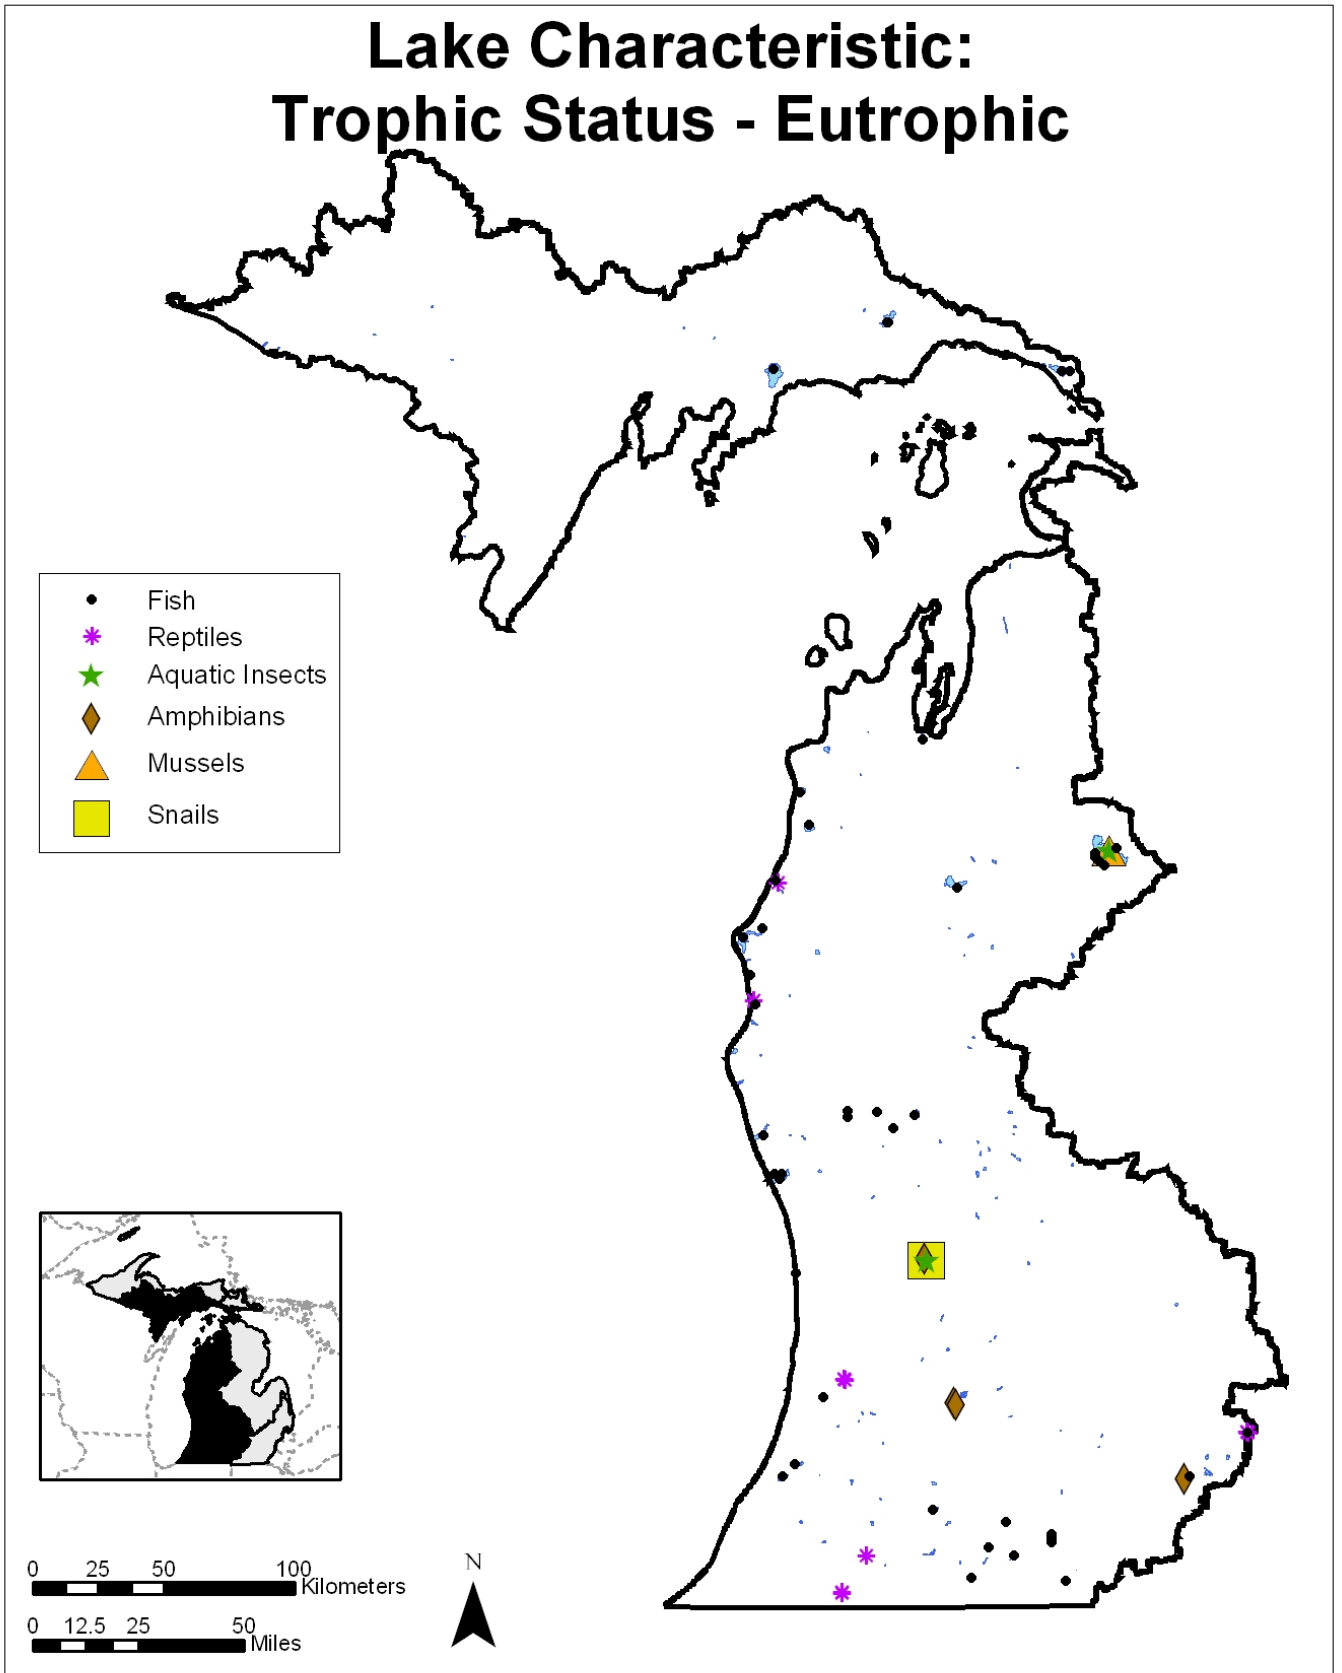 Lake Characteristic:
Trophic Status - Eutrophic
Fish
Reptiles
Aquatic Insects
Amphibians
Mussels
Snails
0 25 50 100
Kilometers
0 12.5 25 50
Miles
N